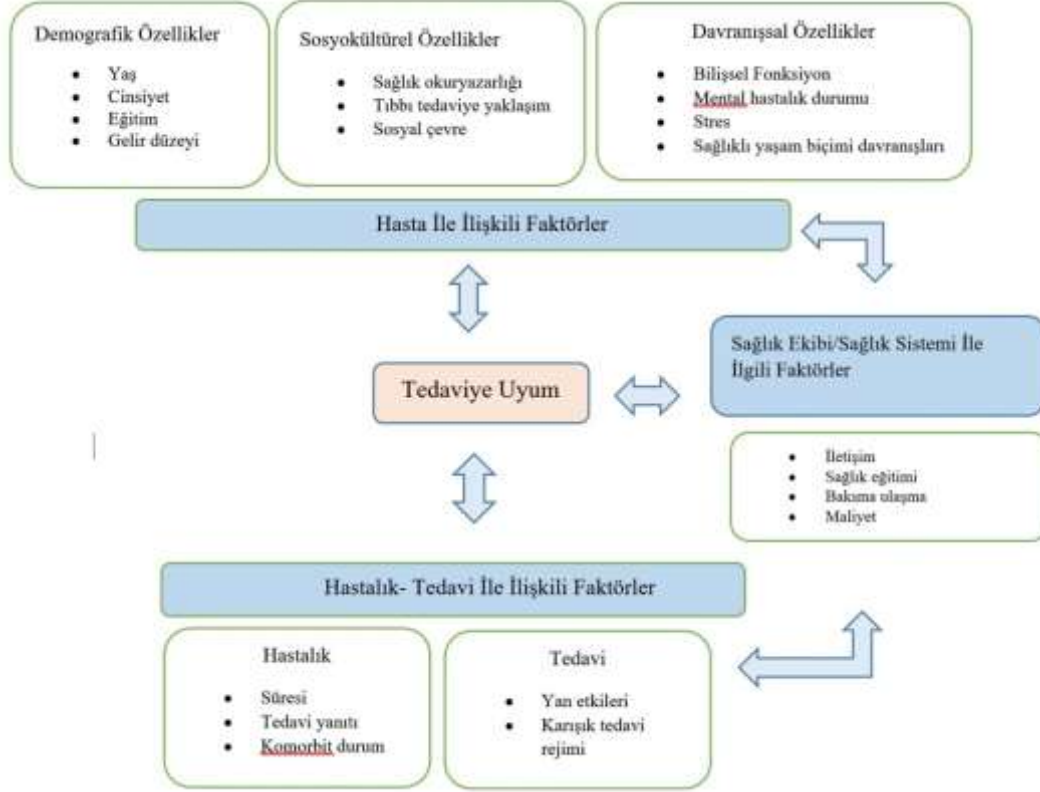 Demografik Özellikler
• Yaş
• Cinsiyet
• Eğitim
• Gelir düzeyi
Sosyokültürel Özellikler
• Sağlık okuryazarlığı
• Tıbbı tedaviye yaklaşım
• Sosyal çevre
Davranışsal Özellikler
• Bilişsel Fonksiyon
• Mental hastalık durumu
• Stres
• Sağlıklı yaşam biçimi davranışları
Hasta İle İlişkili Faktörler
Sağlık Ekibi/Sağlık Sistemi İle
İlgili Faktörler
Tedaviye Uyum
• İletişim
• Sağlık eğitimi
• Bakıma ulaşma
• Maliyet
Hastalık- Tedavi İle İlişkili Faktörler
Hastalık
• Süresi
• Tedavi yanıtı
• Komorbit durum
Tedavi
• Yan etkileri
• Karışık tedavi
rejimi